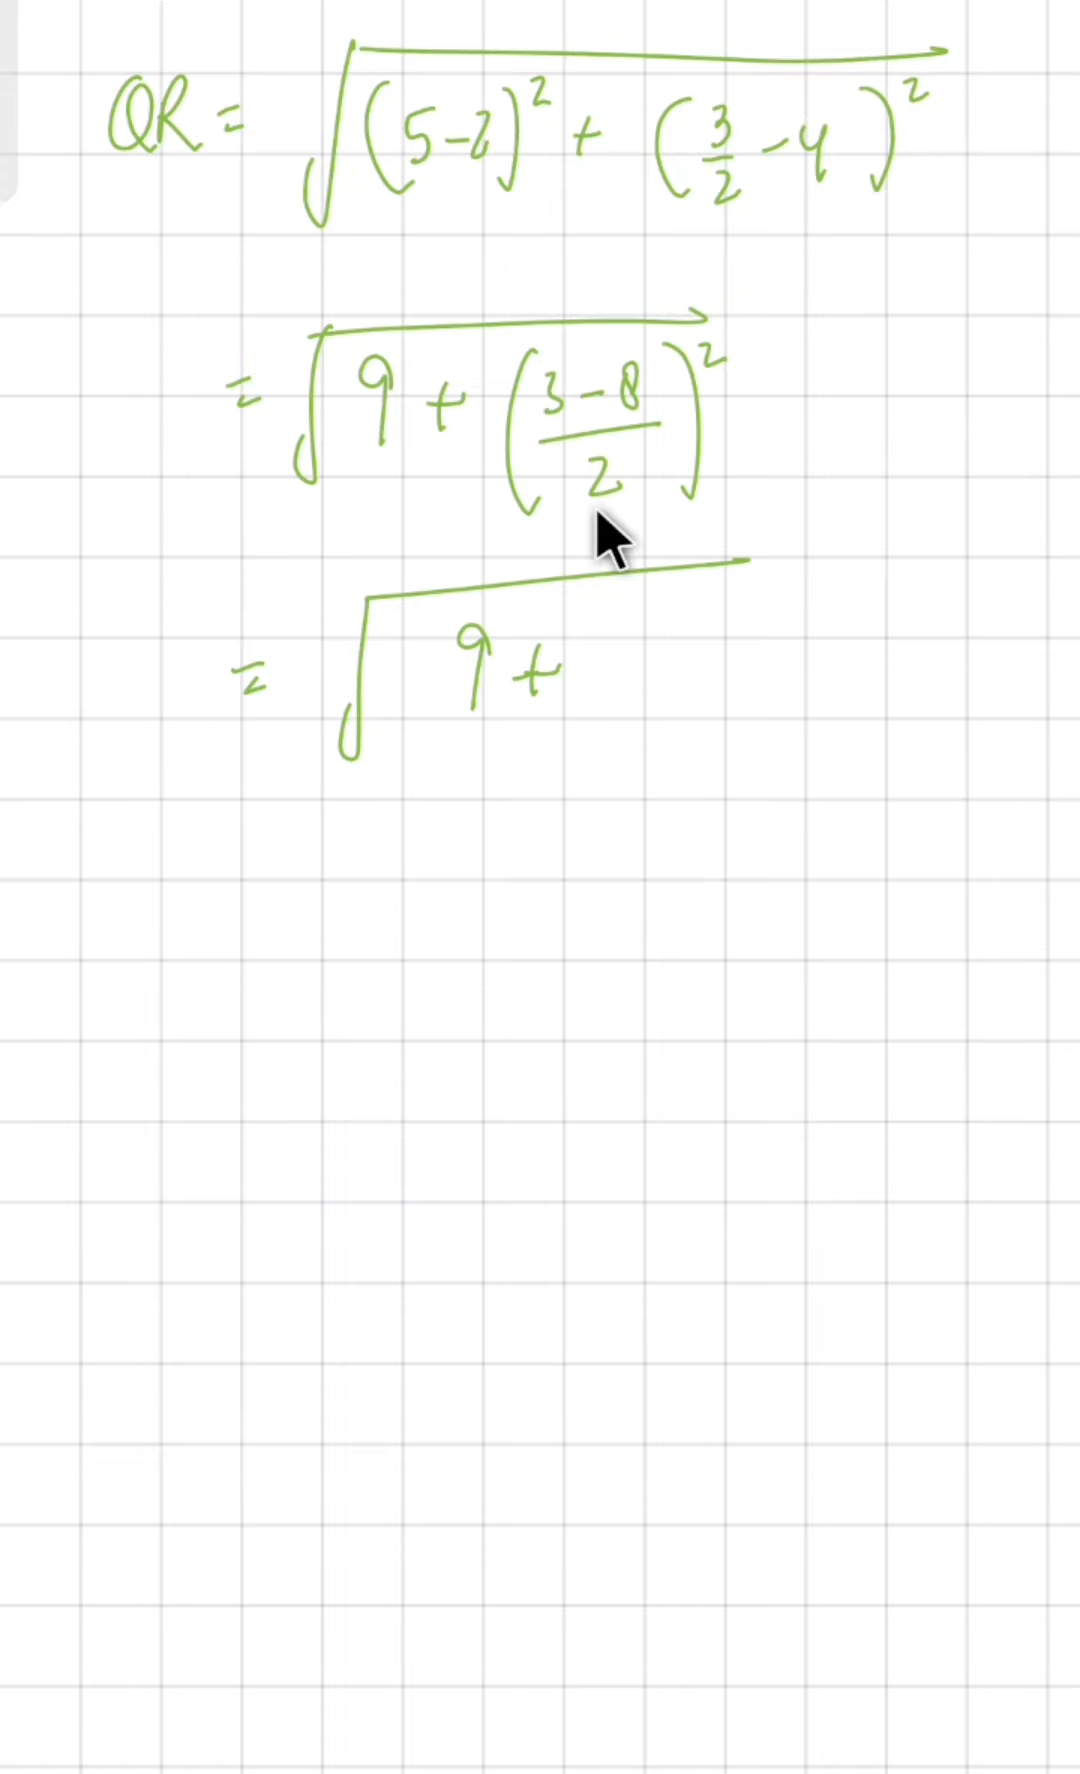 QR = √((5-2)² + (3/2 - 4)²)
= √(9 + ((3-8)/2)²)
= √(9 +